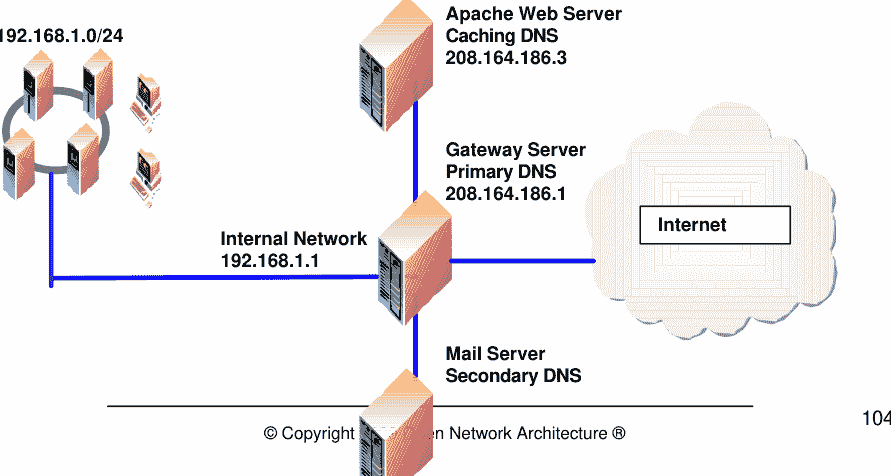 Apache Web Server
Caching DNS
208.164.186.3
192.168.1.0/24
Gateway Server
Primary DNS
208.164.186.1
Internet
Internal Network
192.168.1.1
Mail Server
Secondary DNS
© Copyright Network Architecture ®
104